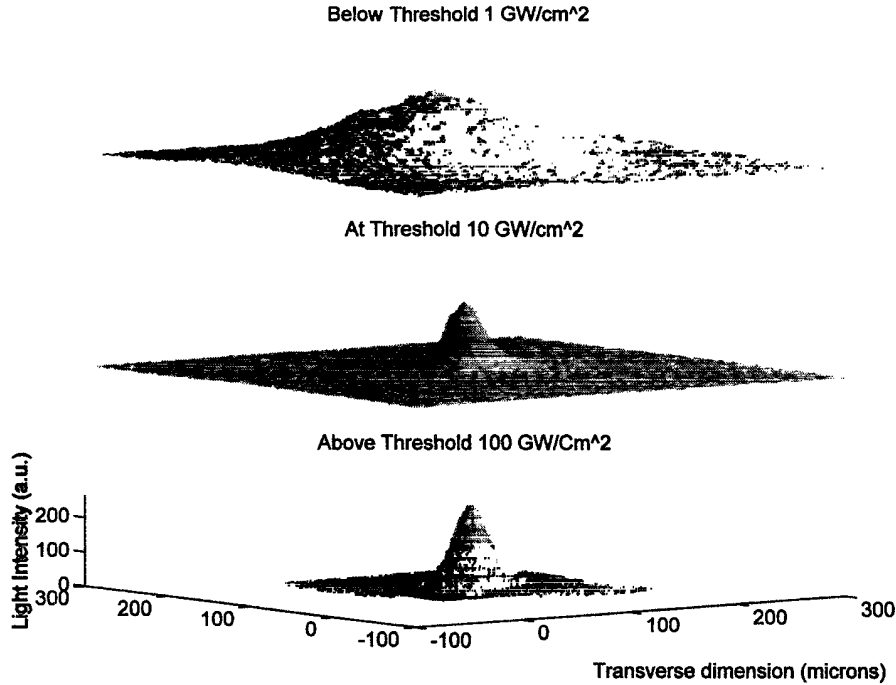 Below Threshold 1 GW/cm^2
At Threshold 10 GW/cm^2
Above Threshold 100 GW/Cm^2
Light Intensity (a.u.)
200
100
0
300
200
100
0
-100
-100
0
100
200
300
Transverse dimension (microns)